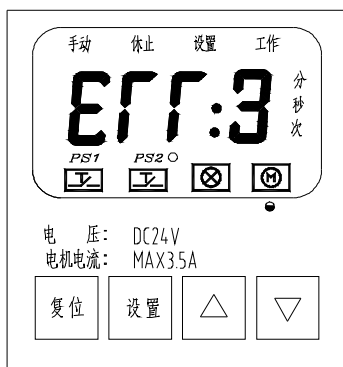 手动 休止 设置 工作
Err:3
分
秒
次
PS1 PS2
M
电 压: DC24V
电机电流: MAX3.5A
复位 设置